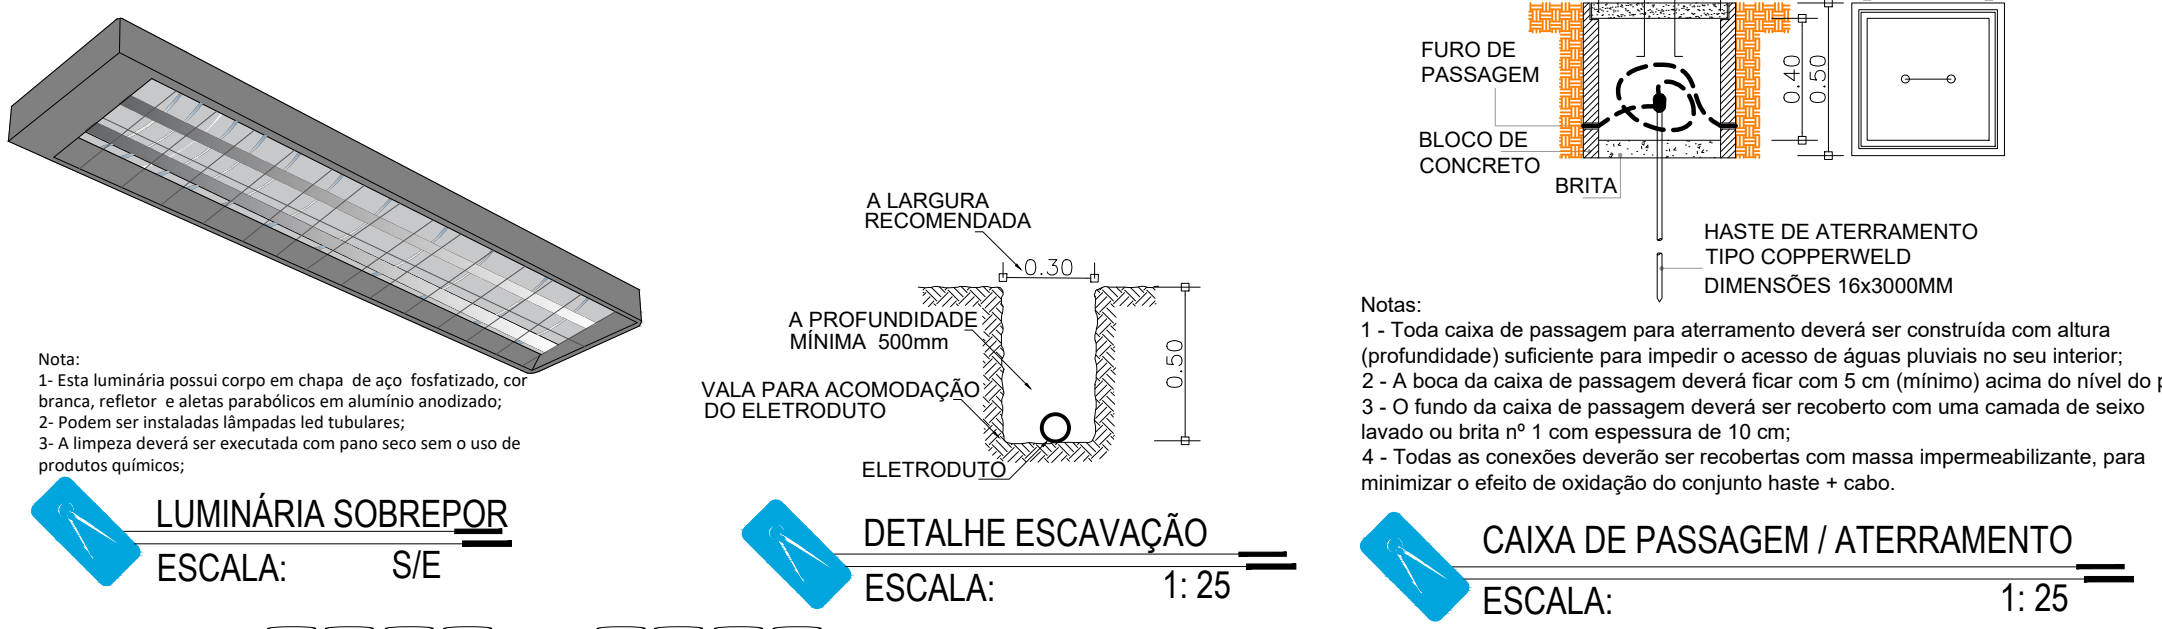 Nota:
1- Esta luminária possui corpo em chapa de aço fosfatizado, cor
branca, refletor e aletas parabólicos em alumínio anodizado;
2- Podem ser instaladas lâmpadas led tubulares;
3- A limpeza deverá ser executada com pano seco sem o uso de
produtos químicos;
LUMINÁRIA SOBREPOR
ESCALA: S/E
A LARGURA
RECOMENDADA
0.30
A PROFUNDIDADE
MÍNIMA 500mm
0.50
VALA PARA ACOMODAÇÃO
DO ELETRODUTO
ELETRODUTO
DETALHE ESCAVAÇÃO
ESCALA: 1: 25
FURO DE
PASSAGEM
0.40
0.50
BLOCO DE
CONCRETO
BRITA
HASTE DE ATERRAMENTO
TIPO COPPERWELD
DIMENSÕES 16x3000MM
Notas:
1 - Toda caixa de passagem para aterramento deverá ser construída com altura
(profundidade) suficiente para impedir o acesso de águas pluviais no seu interior;
2 - A boca da caixa de passagem deverá ficar com 5 cm (mínimo) acima do nível do
3 - O fundo da caixa de passagem deverá ser recoberto com uma camada de seixo
lavado ou brita nº 1 com espessura de 10 cm;
4 - Todas as conexões deverão ser recobertas com massa impermeabilizante, para
minimizar o efeito de oxidação do conjunto haste + cabo.
CAIXA DE PASSAGEM / ATERRAMENTO
ESCALA: 1: 25